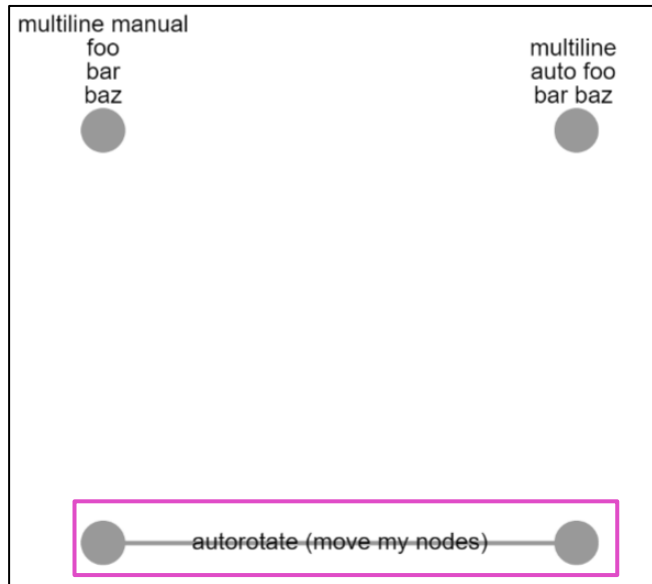 multiline manual
foo
bar
baz
multiline
auto foo
bar baz
autorotate (move my nodes)